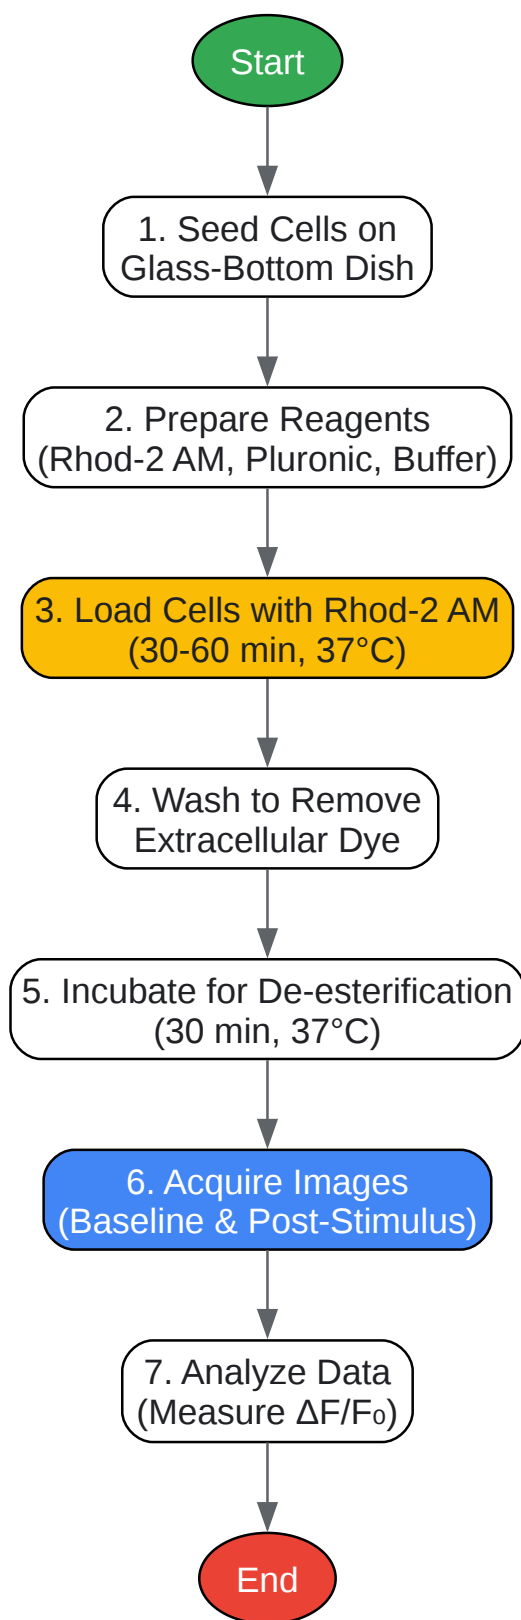 Start
1. Seed Cells on
Glass-Bottom Dish
2. Prepare Reagents
(Rhod-2 AM, Pluronic, Buffer)
3. Load Cells with Rhod-2 AM
(30-60 min, 37°C)
4. Wash to Remove
Extracellular Dye
5. Incubate for De-esterification
(30 min, 37°C)
6. Acquire Images
(Baseline & Post-Stimulus)
7. Analyze Data
(Measure ΔF/F₀)
End